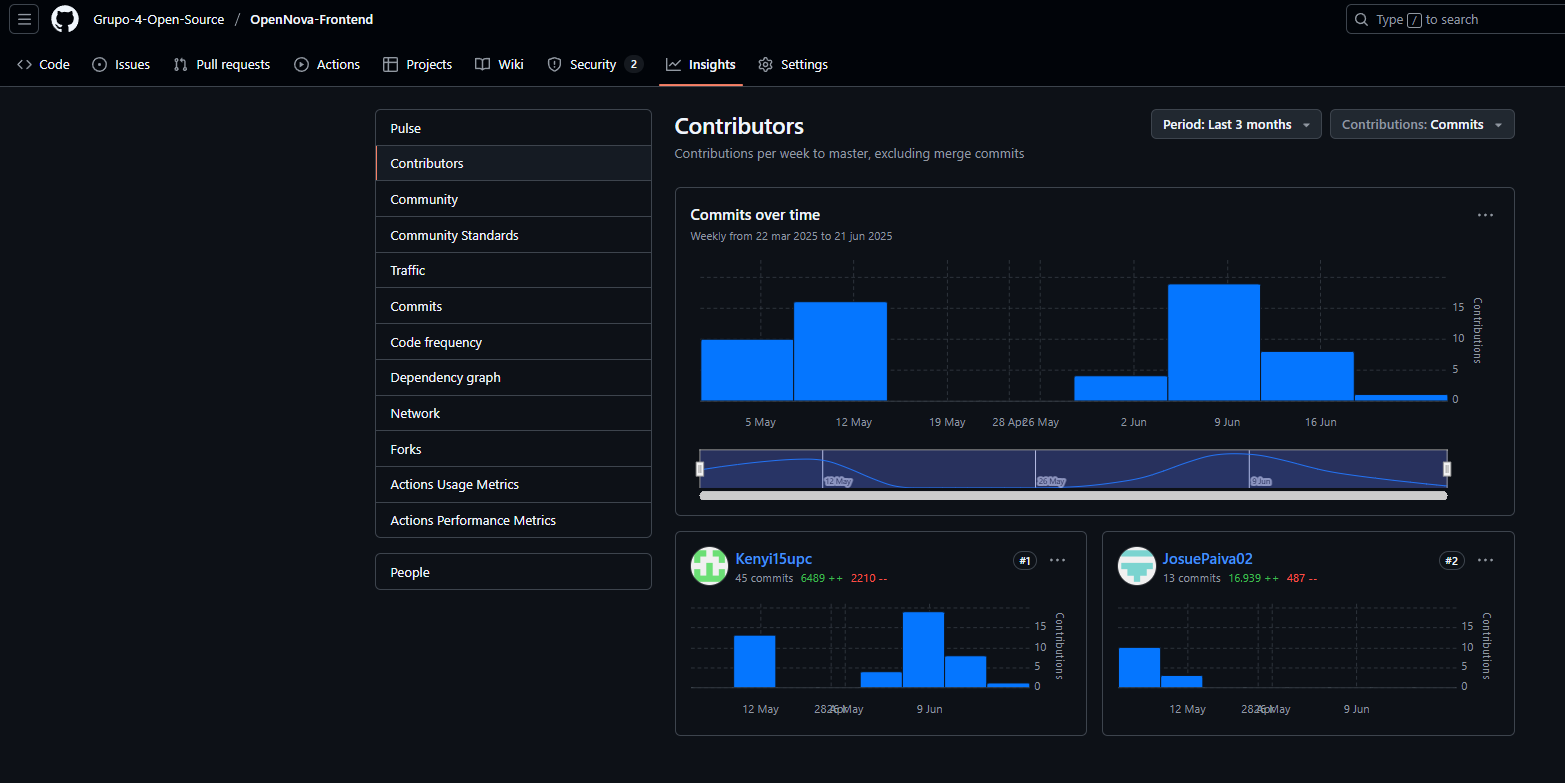 Grupo-4-Open-Source / OpenNova-Frontend
Type / to search
Code
Issues
Pull requests
Actions
Projects
Wiki
Security 2
Insights
Settings
Pulse
Contributors
Community
Community Standards
Traffic
Commits
Code frequency
Dependency graph
Network
Forks
Actions Usage Metrics
Actions Performance Metrics
People
Contributors
Period: Last 3 months
Contributions: Commits
Contributions per week to master, excluding merge commits
Commits over time
Weekly from 22 mar 2025 to 21 jun 2025
15
10
5
0
Contributions
5 May
12 May
19 May
28 Apr
26 May
2 Jun
9 Jun
16 Jun
12 May
26 May
9 Jun
Kenyi15upc
#1
45 commits 6489 ++ 2210 --
15
10
5
0
Contributions
12 May
28 Apr
26 May
9 Jun
JosuePaiva02
#2
13 commits 16.939 ++ 487 --
15
10
5
0
Contributions
12 May
28 Apr
26 May
9 Jun